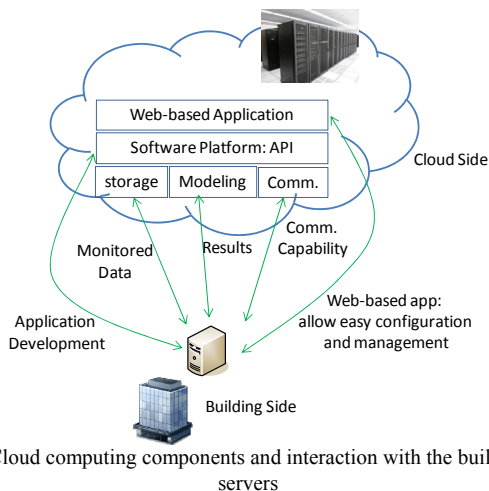 Web-based Application
Software Platform: API
storage
Modeling
Comm.
Cloud Side
Monitored
Data
Results
Comm.
Capability
Application
Development
Web-based app:
allow easy configuration
and management
Building Side
Cloud computing components and interaction with the buil
servers